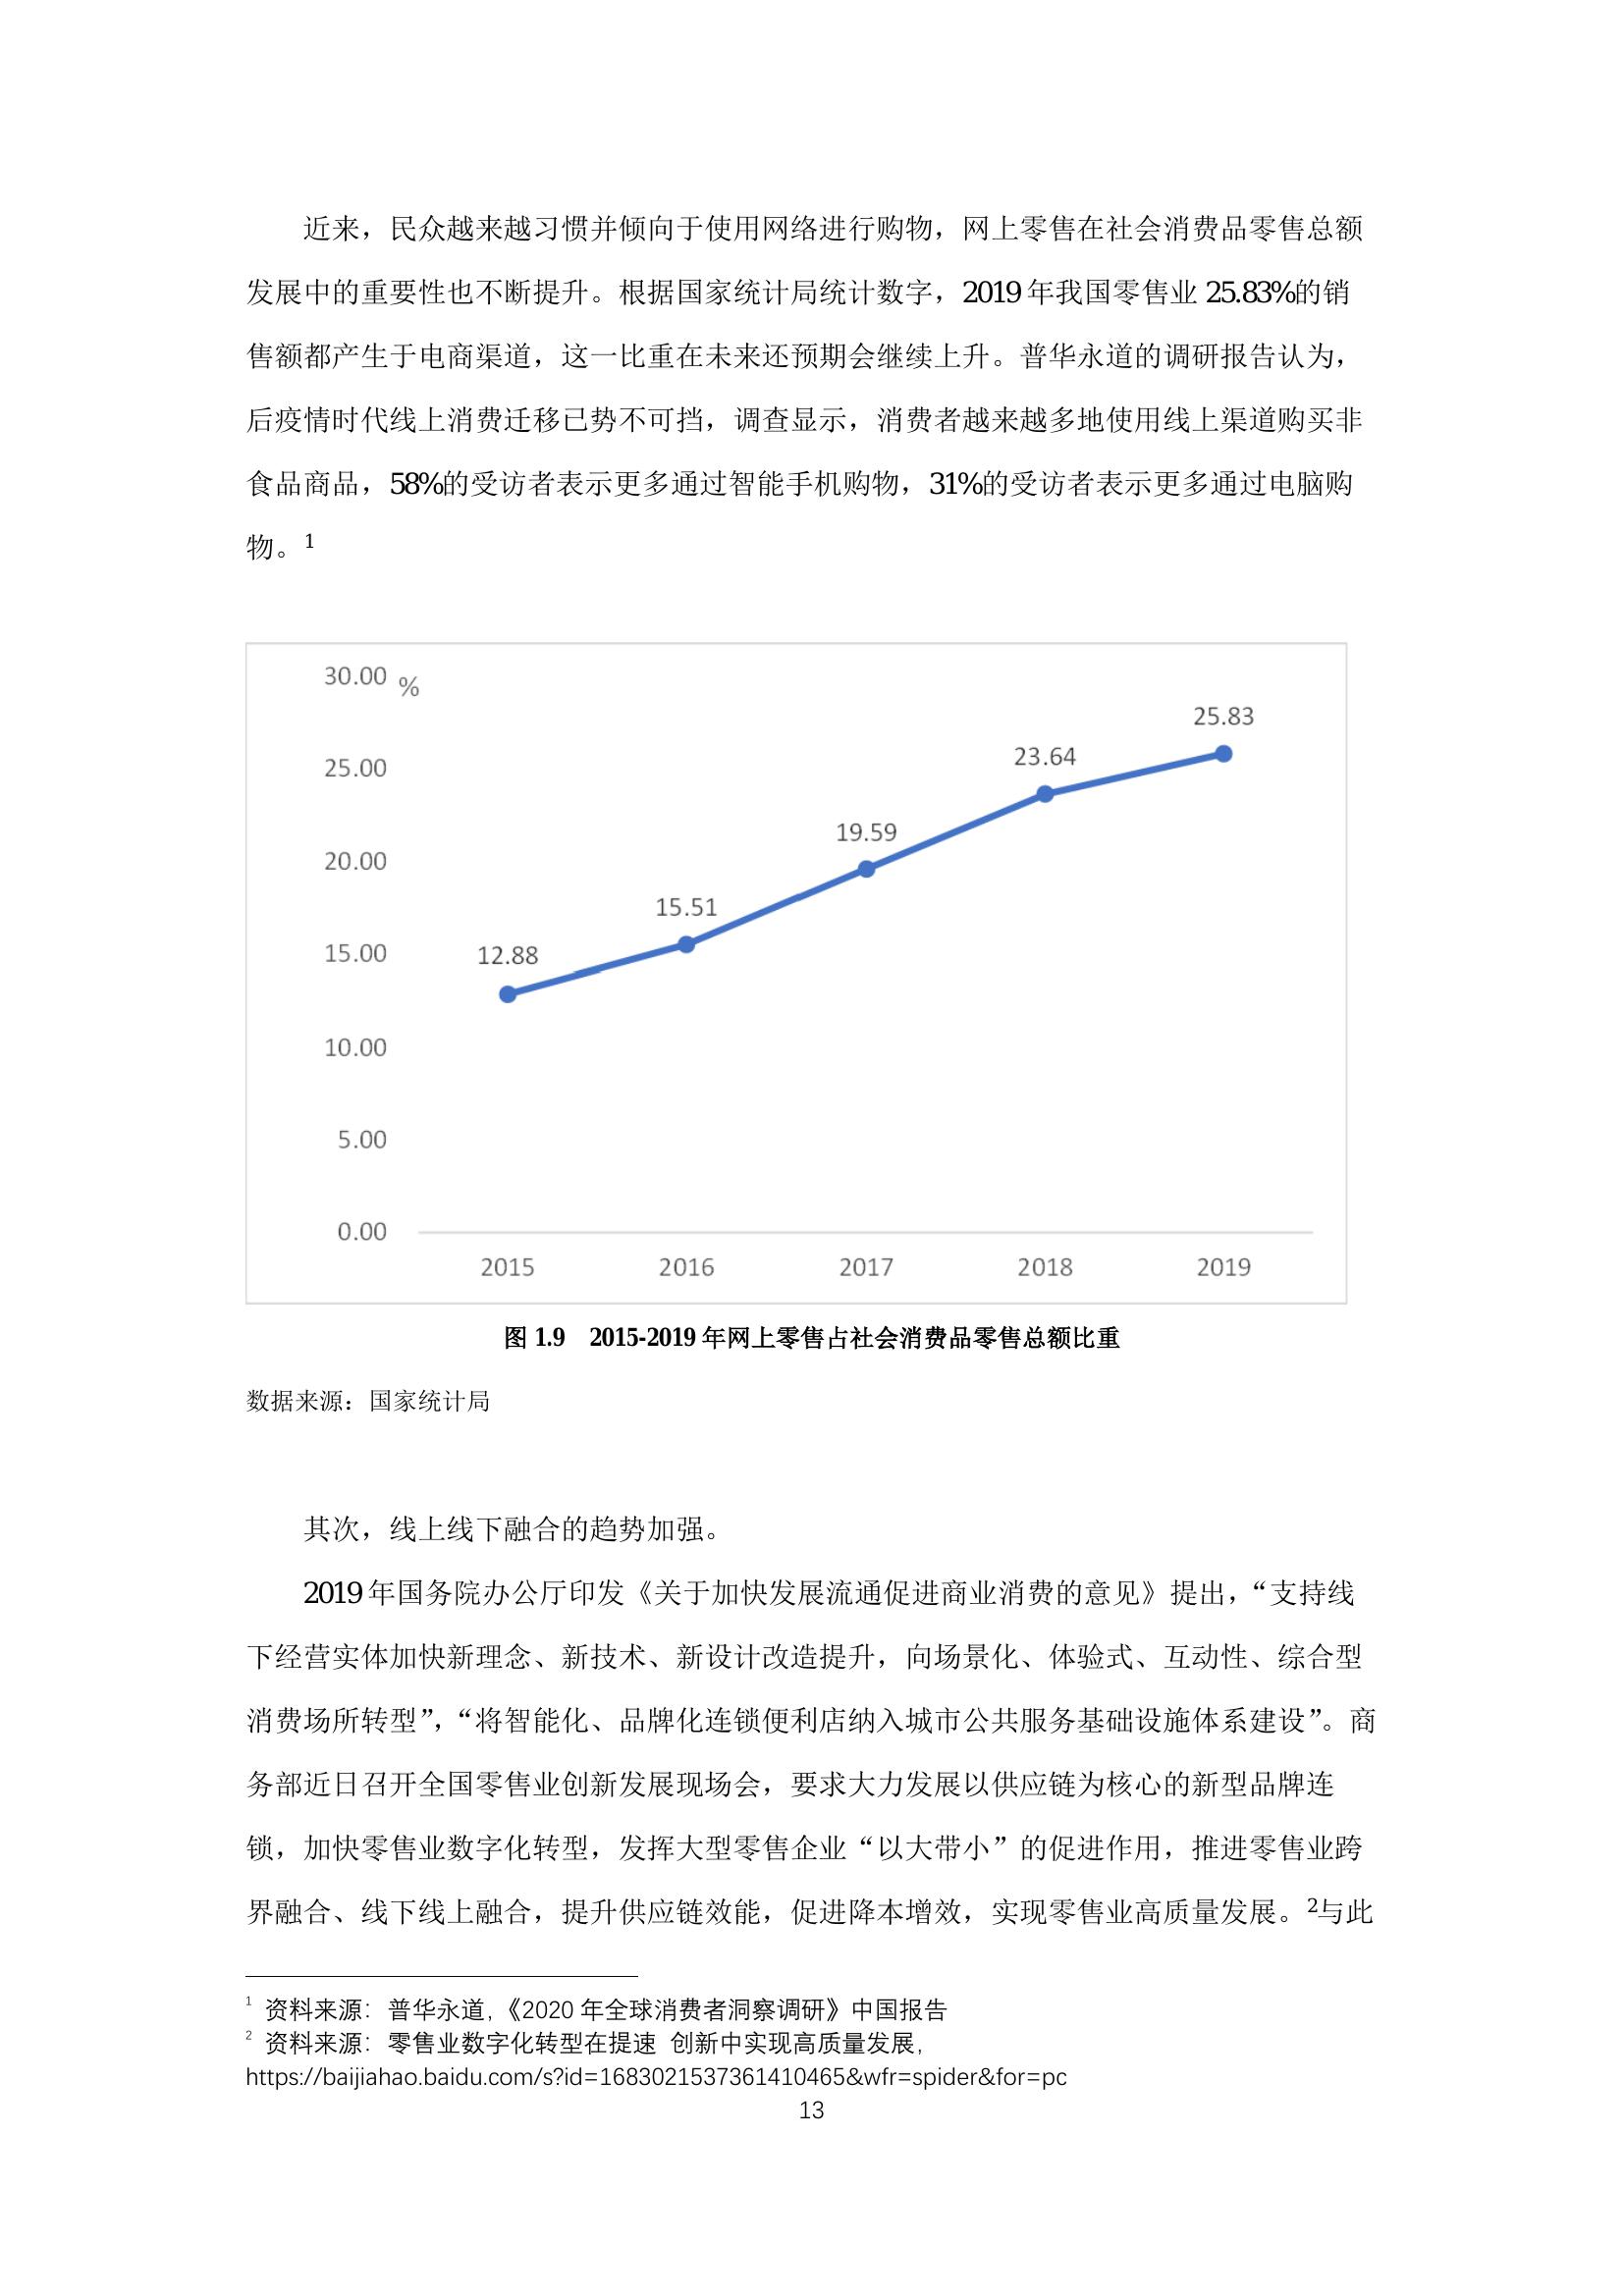 近来，民众越来越习惯并倾向于使用网络进行购物，网上零售在社会消费品零售总额
发展中的重要性也不断提升。根据国家统计局统计数字，2019 年我国零售业 25.83%的销
售额都产生于电商渠道，这一比重在未来还预期会继续上升。普华永道的调研报告认为，
后疫情时代线上消费迁移已势不可挡，调查显示，消费者越来越多地使用线上渠道购买非
食品商品，58%的受访者表示更多通过智能手机购物，31%的受访者表示更多通过电脑购
物。1
30.00 %
25.00
20.00
15.00
10.00
5.00
0.00
12.88
15.51
19.59
23.64
25.83
2015 2016 2017 2018 2019
图 1.9 2015-2019 年网上零售占社会消费品零售总额比重
数据来源：国家统计局
其次，线上线下融合的趋势加强。
2019 年国务院办公厅印发《关于加快发展流通促进商业消费的意见》提出，“支持线
下经营实体加快新理念、新技术、新设计改造提升，向场景化、体验式、互动性、综合型
消费场所转型”，“将智能化、品牌化连锁便利店纳入城市公共服务基础设施体系建设”。商
务部近日召开全国零售业创新发展现场会，要求大力发展以供应链为核心的新型品牌连
锁，加快零售业数字化转型，发挥大型零售企业“以大带小”的促进作用，推进零售业跨
界融合、线下线上融合，提升供应链效能，促进降本增效，实现零售业高质量发展。2与此
1 资料来源：普华永道，《2020 年全球消费者洞察调研》中国报告
2 资料来源：零售业数字化转型在提速 创新中实现高质量发展，
https://baijiahao.baidu.com/s?id=1683021537361410465&wfr=spider&for=pc
13